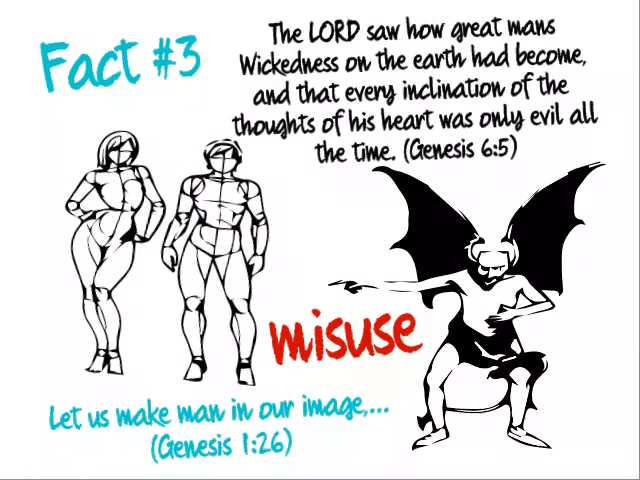 Fact #3
The LORD saw how great mans
Wickedness on the earth had become,
and that every inclination of the
thoughts of his heart was only evil all
the time. (Genesis 6:5)
misuse
Let us make man in our image,...
(Genesis 1:26)